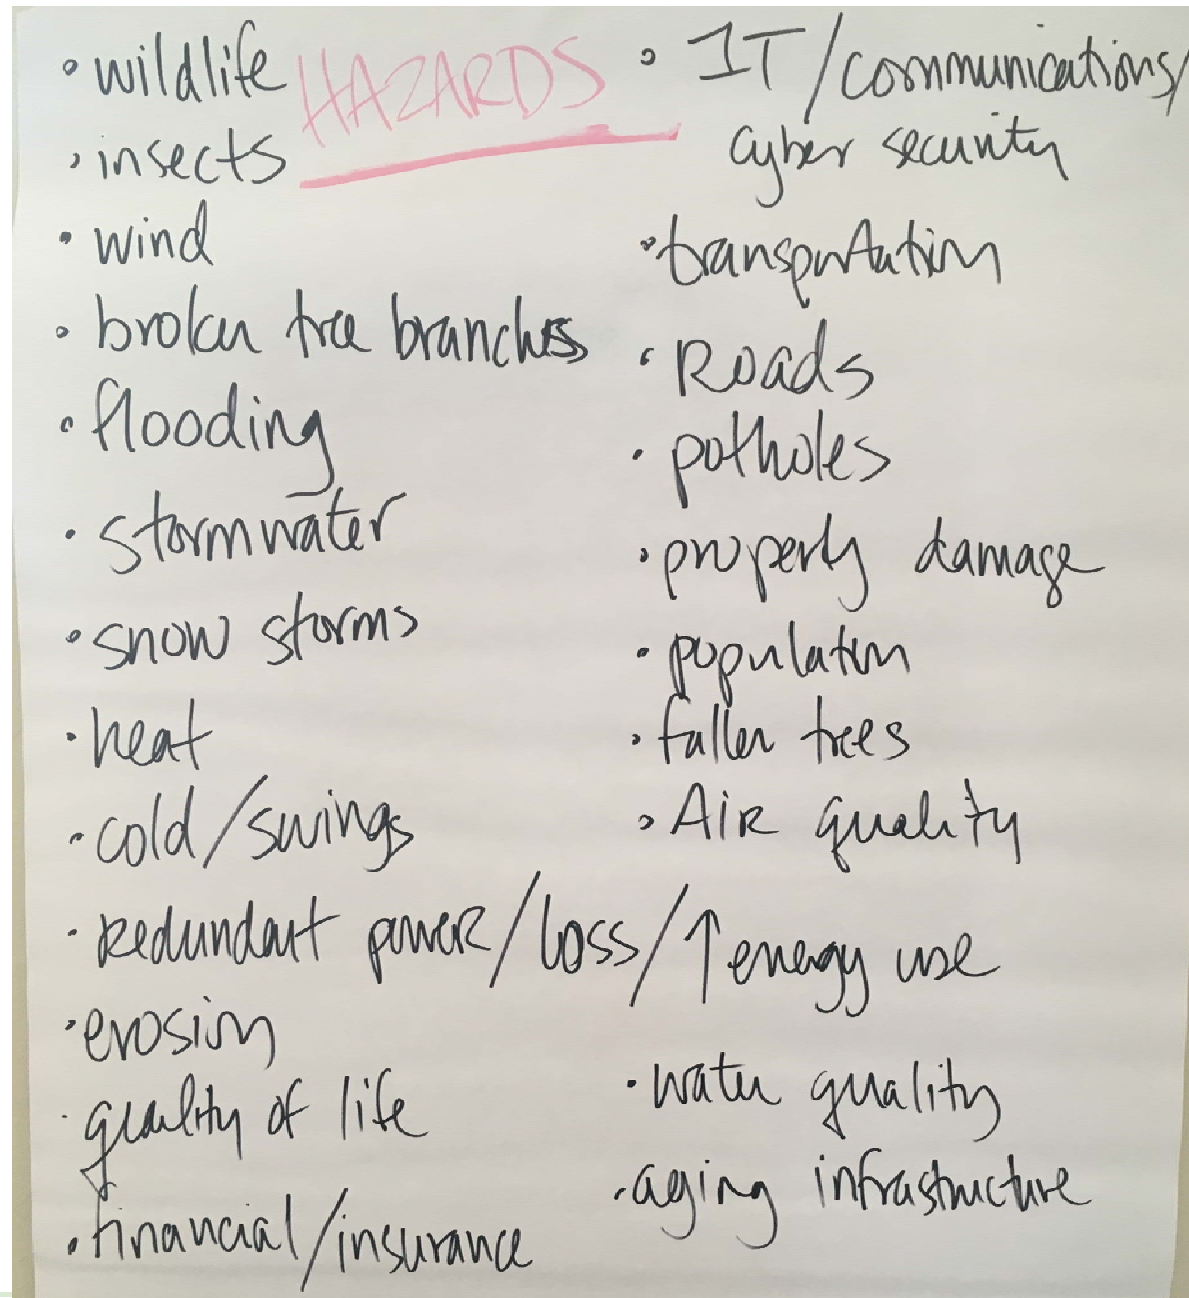 HAZARDS
• wildlife
• insects
• wind
• broken tree branches
• flooding
• stormwater
• snow storms
• heat
• cold/swings
• redundant power/loss/↑ energy use
• erosion
• quality of life
• financial/insurance
• IT/communications/
cyber security
• transportation
• Roads
• potholes
• property damage
• population
• fallen trees
• Air quality
• water quality
• aging infrastructure